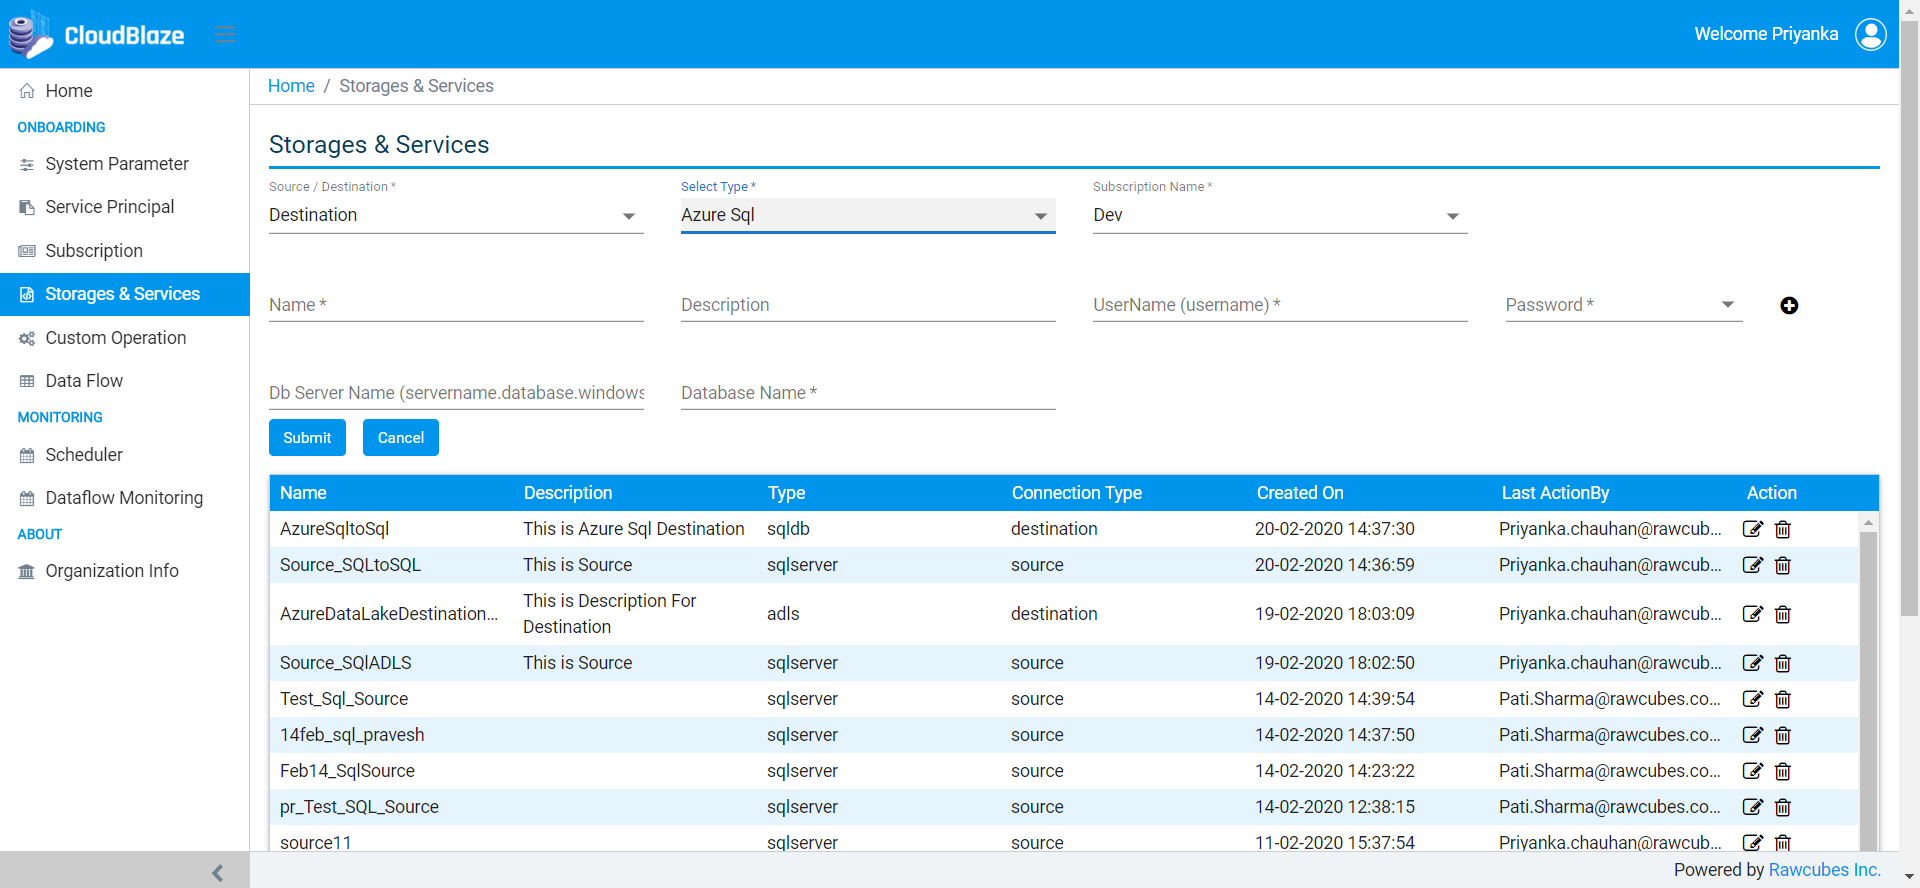 CloudBlaze
Welcome Priyanka
Home
ONBOARDING
System Parameter
Service Principal
Subscription
Storages & Services
Custom Operation
Data Flow
MONITORING
Scheduler
Dataflow Monitoring
ABOUT
Organization Info
Home / Storages & Services
Storages & Services
Source / Destination * Select Type * Subscription Name *
Destination Azure Sql Dev
Name * Description UserName (username) * Password *
Db Server Name (servername.database.windows Database Name *
Submit Cancel
Name Description Type Connection Type Created On Last ActionBy Action
AzureSqltoSql This is Azure Sql Destination sqldb destination 20-02-2020 14:37:30 Priyanka.chauhan@rawcub...
Source_SQLtoSQL This is Source sqlserver source 20-02-2020 14:36:59 Priyanka.chauhan@rawcub...
AzureDataLakeDestination... This is Description For Destination adls destination 19-02-2020 18:03:09 Priyanka.chauhan@rawcub...
Source_SQlADLS This is Source sqlserver source 19-02-2020 18:02:50 Priyanka.chauhan@rawcub...
Test_Sql_Source sqlserver source 14-02-2020 14:39:54 Pati.Sharma@rawcubes.co...
14feb_sql_pravesh sqlserver source 14-02-2020 14:37:50 Pati.Sharma@rawcubes.co...
Feb14_SqlSource sqlserver source 14-02-2020 14:23:22 Pati.Sharma@rawcubes.co...
pr_Test_SQL_Source sqlserver source 14-02-2020 12:38:15 Pati.Sharma@rawcubes.co...
source11 sqlserver source 11-02-2020 15:37:54 Priyanka.chauhan@rawcub...
Powered by Rawcubes Inc.